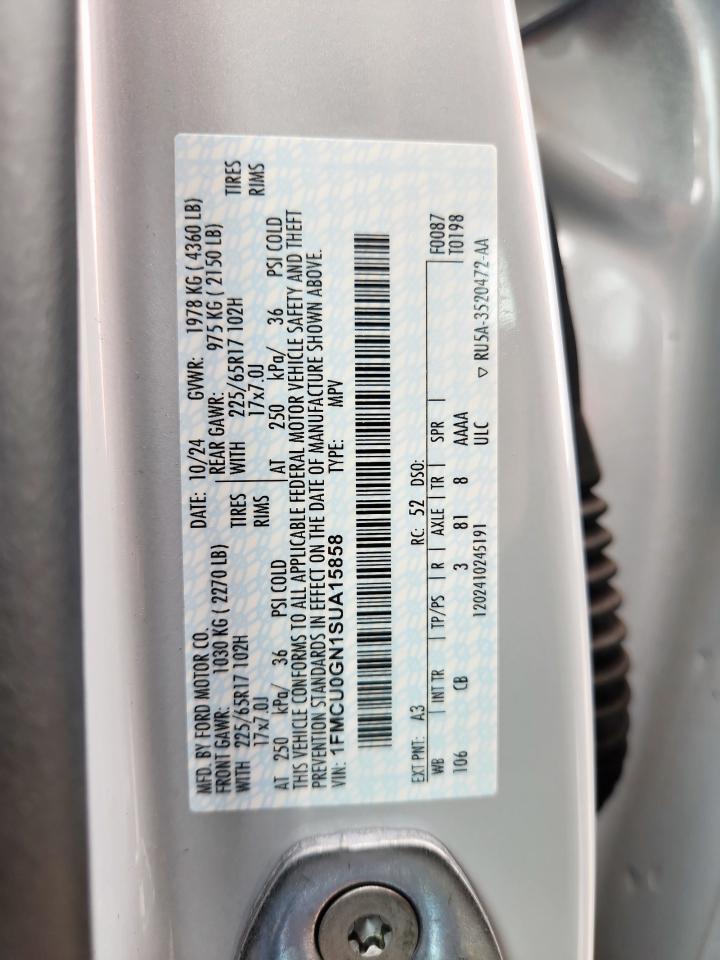 MFD. BY FORD MOTOR CO. DATE: 10/24 GVWR: 1978 KG ( 4360 LB)
FRONT GAWR: 1030 KG ( 2270 LB) REAR GAWR: 975 KG ( 2150 LB)
WITH 225/65R17 102H TIRES WITH 225/65R17 102H TIRES
17x7.0J RIMS 17x7.0J RIMS
AT 250 kPa/ 36 PSI COLD AT 250 kPa/ 36 PSI COLD
THIS VEHICLE CONFORMS TO ALL APPLICABLE FEDERAL MOTOR VEHICLE SAFETY AND THEFT
PREVENTION STANDARDS IN EFFECT ON THE DATE OF MANUFACTURE SHOWN ABOVE.
VIN: 1FMCU0GN1SUA15858 TYPE: MPV
EXT PNT: A3 RC: 52 DSO:
WB INT TR TP/PS R AXLE TR SPR F0087
106 CB 3 81 8 AAAA T0198
1202410245191 ULC ▽ RU5A-3520472-AA